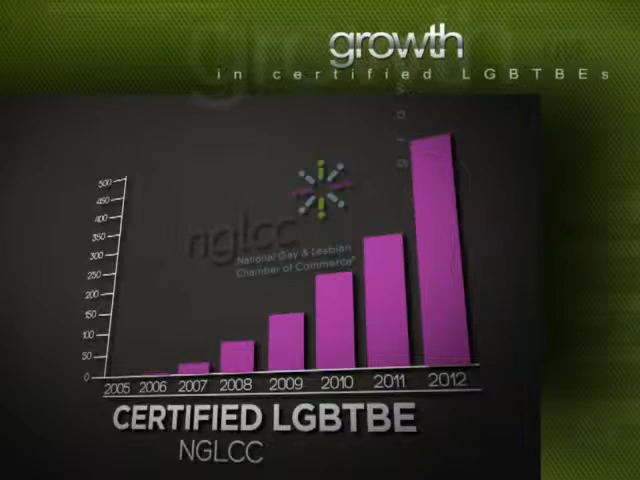 growth
in certified LGBTBEs
growth
nglcc
National Gay & Lesbian
Chamber of Commerce®
500
450
400
350
300
250
200
150
100
50
0
2005 2006 2007 2008 2009 2010 2011 2012
CERTIFIED LGBTBE
NGLCC